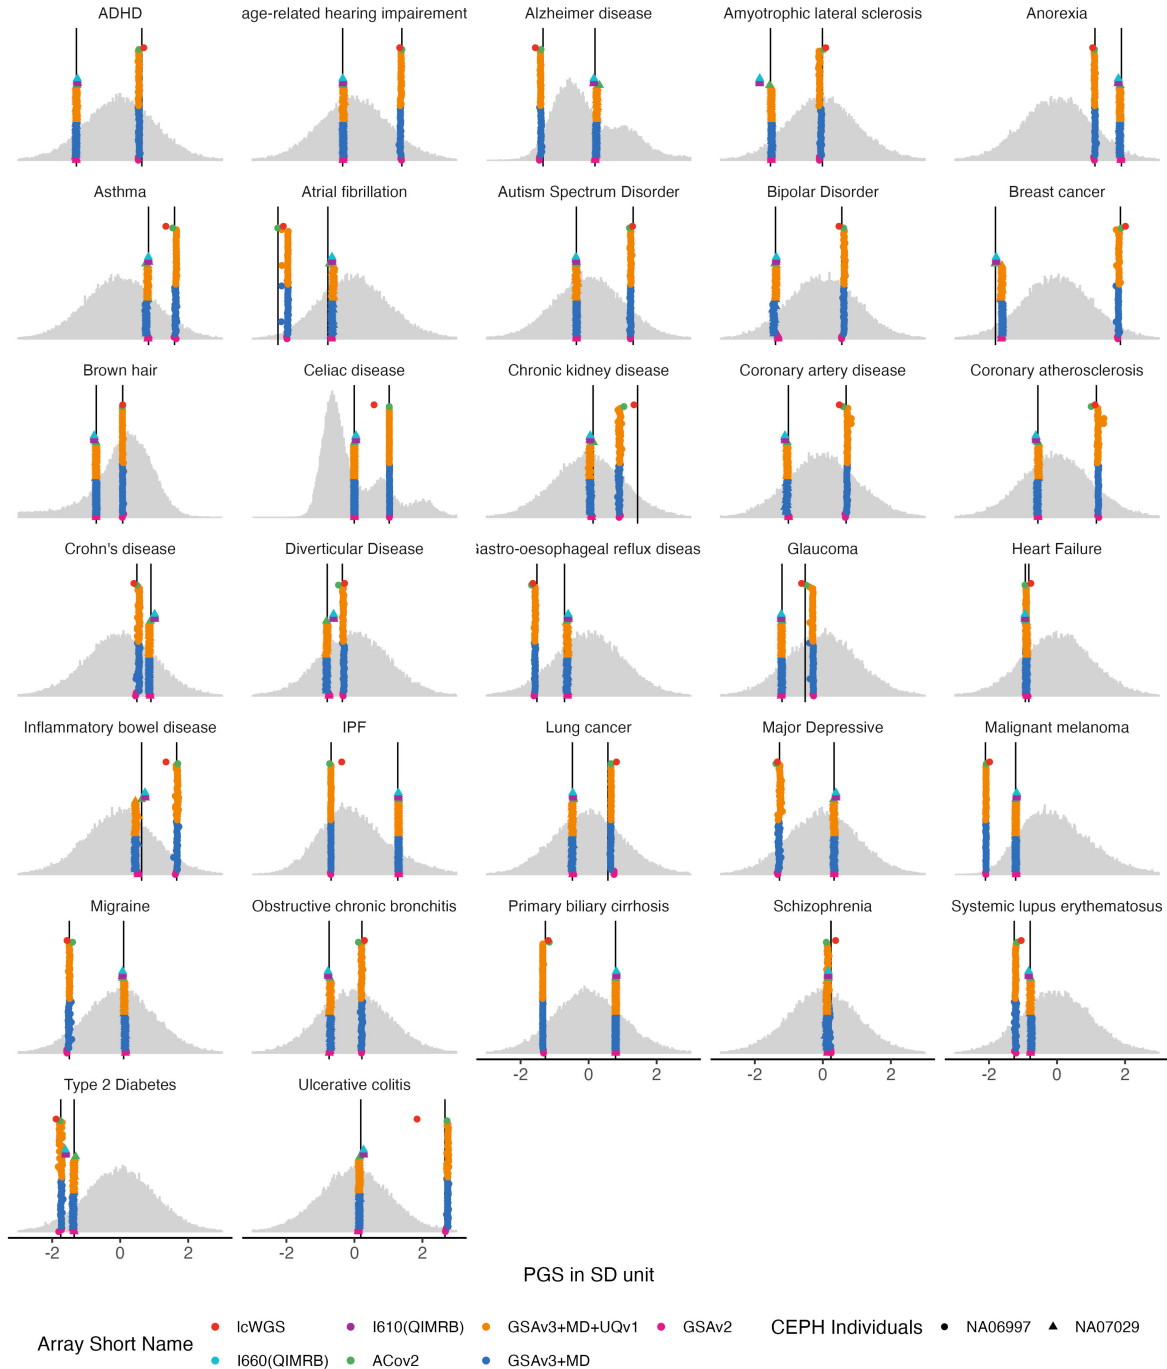 ADHD
age-related hearing impairement
Alzheimer disease
Amyotrophic lateral sclerosis
Anorexia
Asthma
Atrial fibrillation
Autism Spectrum Disorder
Bipolar Disorder
Breast cancer
Brown hair
Celiac disease
Chronic kidney disease
Coronary artery disease
Coronary atherosclerosis
Crohn's disease
Diverticular Disease
Gastro-oesophageal reflux diseas
Glaucoma
Heart Failure
Inflammatory bowel disease
IPF
Lung cancer
Major Depressive
Malignant melanoma
Migraine
Obstructive chronic bronchitis
Primary biliary cirrhosis
Schizophrenia
Systemic lupus erythematosus
-2 0 2
-2 0 2
-2 0 2
Type 2 Diabetes
Ulcerative colitis
-2 0 2
-2 0 2
PGS in SD unit
Array Short Name
lcWGS
I610(QIMRB)
GSAv3+MD+UQv1
GSAv2
I660(QIMRB)
ACov2
GSAv3+MD
CEPH Individuals
NA06997
NA07029